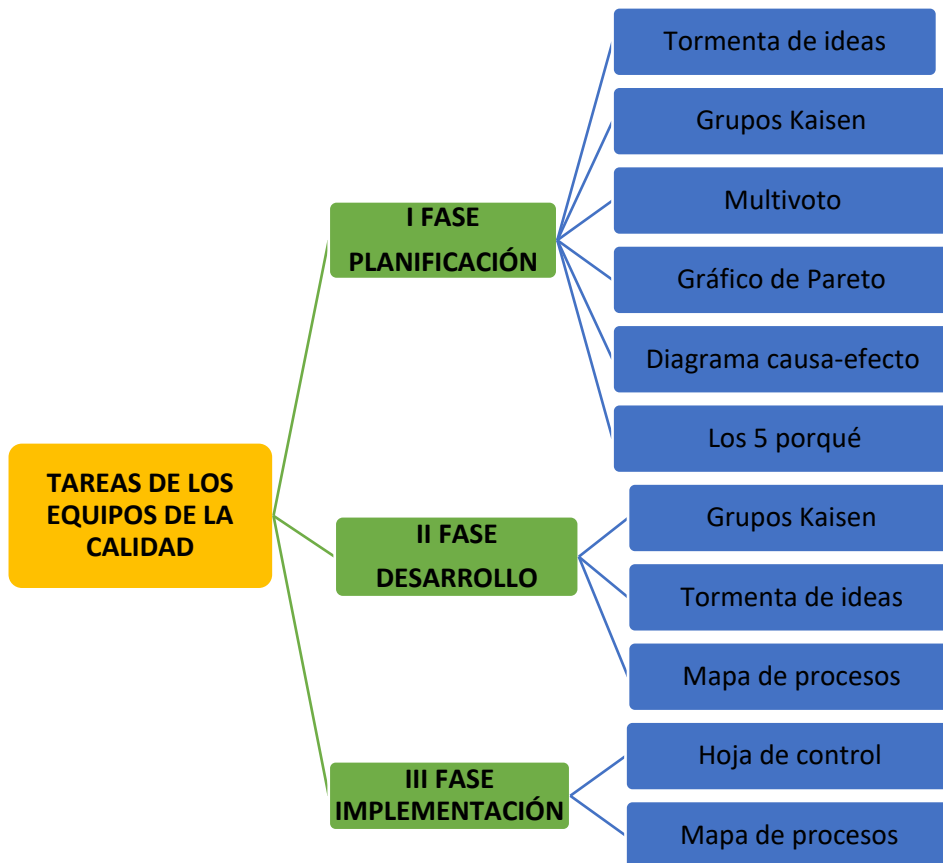 TAREAS DE LOS
EQUIPOS DE LA
CALIDAD
I FASE
PLANIFICACIÓN
Tormenta de ideas
Grupos Kaisen
Multivoto
Gráfico de Pareto
Diagrama causa-efecto
Los 5 porqué
II FASE
DESARROLLO
Grupos Kaisen
Tormenta de ideas
Mapa de procesos
III FASE
IMPLEMENTACIÓN
Hoja de control
Mapa de procesos